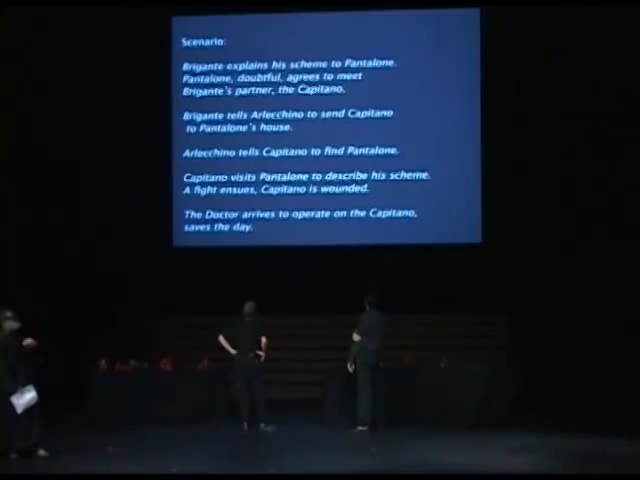 Scenario:
Brigante explains his scheme to Pantalone.
Pantalone, doubtful, agrees to meet
Brigante's partner, the Capitano.
Brigante tells Arlecchino to send Capitano
to Pantalone's house.
Arlecchino tells Capitano to find Pantalone.
Capitano visits Pantalone to describe his scheme.
A fight ensues, Capitano is wounded.
The Doctor arrives to operate on the Capitano,
saves the day.